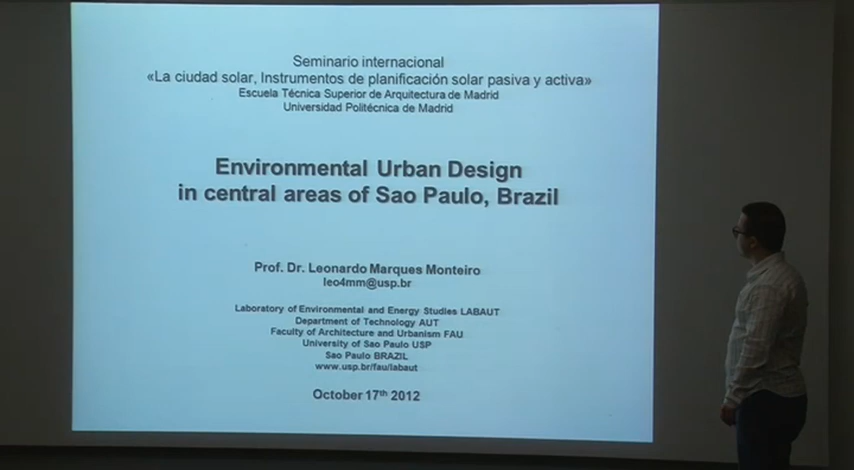 Seminario internacional
«La ciudad solar, Instrumentos de planificación solar pasiva y activa»
Escuela Técnica Superior de Arquitectura de Madrid
Universidad Politécnica de Madrid
Environmental Urban Design
in central areas of Sao Paulo, Brazil
Prof. Dr. Leonardo Marques Monteiro
leo4mm@usp.br
Laboratory of Environmental and Energy Studies LABAUT
Department of Technology AUT
Faculty of Architecture and Urbanism FAU
University of Sao Paulo USP
Sao Paulo BRAZIL
www.usp.br/fau/labaut
October 17th 2012